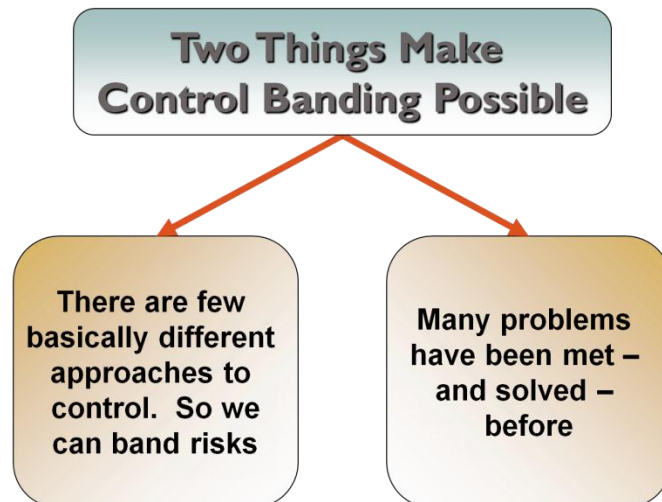 Two Things Make
Control Banding Possible
There are few
basically different
approaches to
control.  So we
can band risks
Many problems
have been met –
and solved –
before